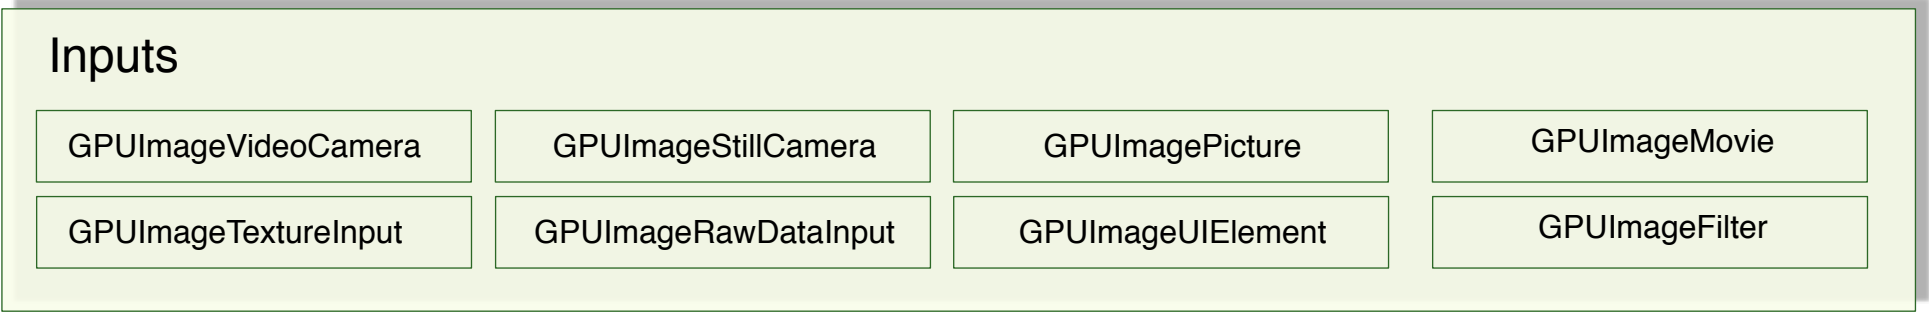 Inputs
GPUImageVideoCamera
GPUImageStillCamera
GPUImagePicture
GPUImageMovie
GPUImageTextureInput
GPUImageRawDataInput
GPUImageUIElement
GPUImageFilter